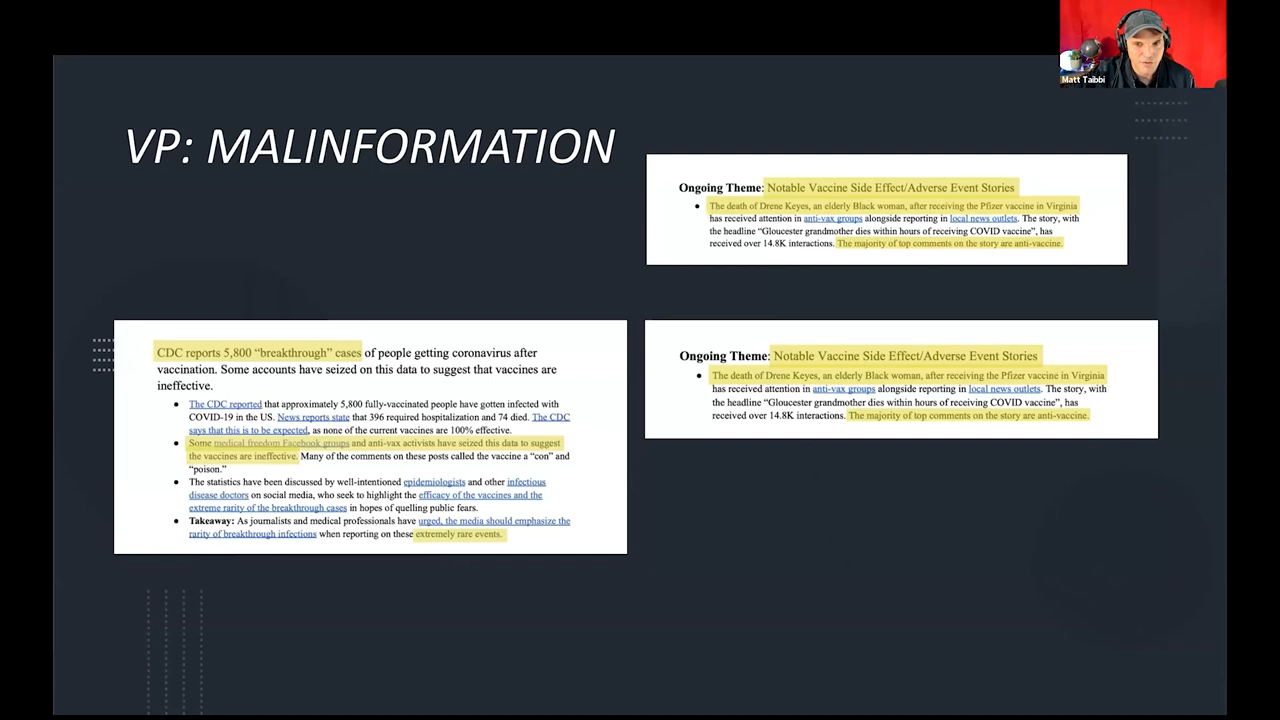 Matt Taibbi
VP: MALINFORMATION
Ongoing Theme: Notable Vaccine Side Effect/Adverse Event Stories
• The death of Drene Keyes, an elderly Black woman, after receiving the Pfizer vaccine in Virginia
has received attention in anti-vax groups alongside reporting in local news outlets. The story, with
the headline “Gloucester grandmother dies within hours of receiving COVID vaccine”, has
received over 14.8K interactions. The majority of top comments on the story are anti-vaccine.
CDC reports 5,800 “breakthrough” cases of people getting coronavirus after
vaccination. Some accounts have seized on this data to suggest that vaccines are
ineffective.
• The CDC reported that approximately 5,800 fully-vaccinated people have gotten infected with
COVID-19 in the US. News reports state that 396 required hospitalization and 74 died. The CDC
says that this is to be expected, as none of the current vaccines are 100% effective.
• Some medical freedom Facebook groups and anti-vax activists have seized this data to suggest
the vaccines are ineffective. Many of the comments on these posts called the vaccine a “con” and
“poison.”
• The statistics have been discussed by well-intentioned epidemiologists and other infectious
disease doctors on social media, who seek to highlight the efficacy of the vaccines and the
extreme rarity of the breakthrough cases in hopes of quelling public fears.
• Takeaway: As journalists and medical professionals have urged, the media should emphasize the
rarity of breakthrough infections when reporting on these extremely rare events.
Ongoing Theme: Notable Vaccine Side Effect/Adverse Event Stories
• The death of Drene Keyes, an elderly Black woman, after receiving the Pfizer vaccine in Virginia
has received attention in anti-vax groups alongside reporting in local news outlets. The story, with
the headline “Gloucester grandmother dies within hours of receiving COVID vaccine”, has
received over 14.8K interactions. The majority of top comments on the story are anti-vaccine.